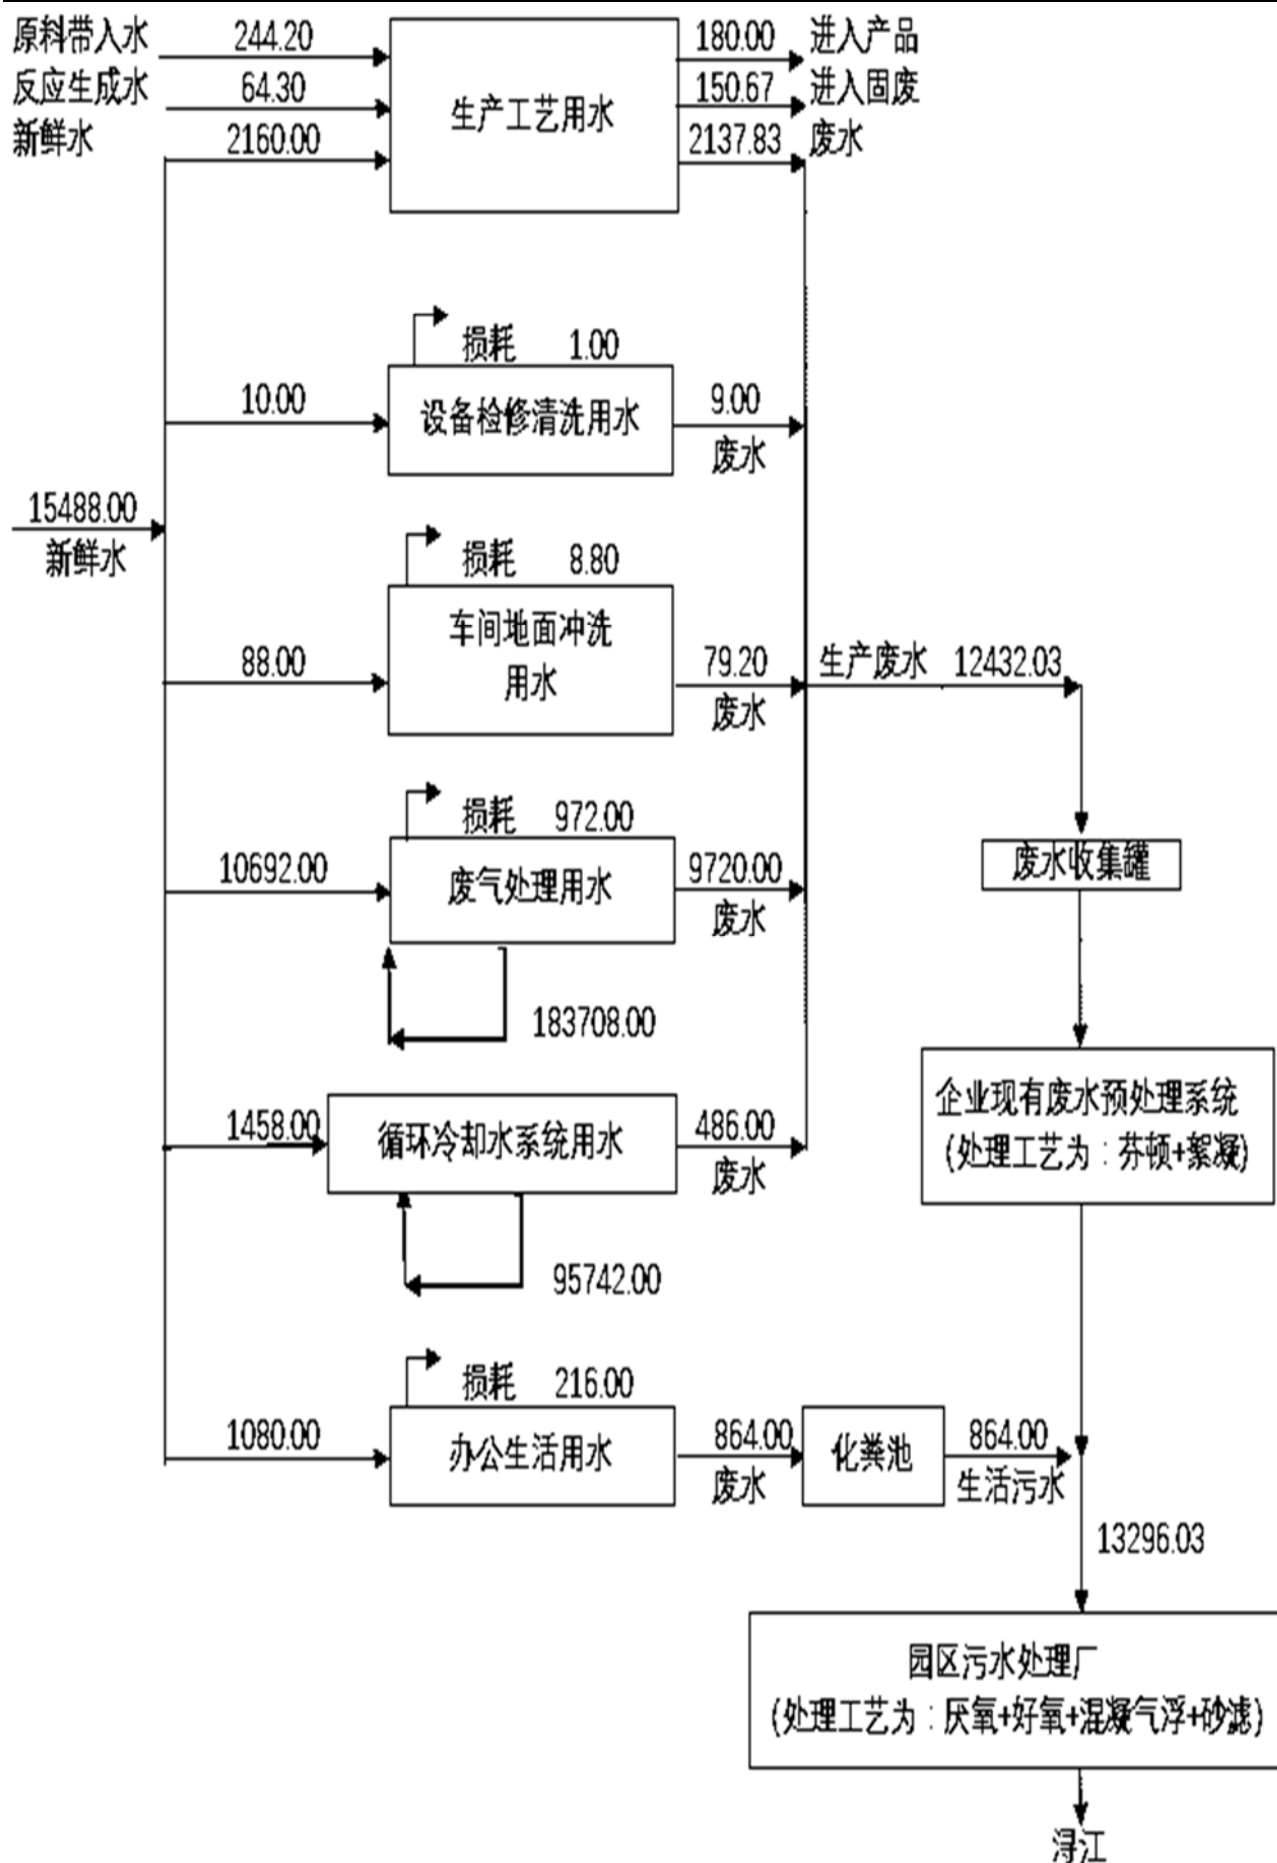 原料带入水 244.20 180.00 进入产品
反应生成水 64.30 生产工艺用水 150.67 进入固废
新鲜水 2160.00 2137.83 废水
损耗 1.00
10.00 设备检修清洗用水 9.00
废水
15488.00
新鲜水
损耗 8.80
车间地面冲洗
88.00 用水 79.20 生产废水 12432.03
废水
损耗 972.00
10692.00 废气处理用水 9720.00 废水收集罐
废水
183708.00
企业现有废水预处理系统
1458.00 循环冷却水系统用水 486.00 (处理工艺为：芬顿+絮凝)
废水
95742.00
损耗 216.00
1080.00 办公生活用水 864.00 化粪池 864.00
废水 生活污水
13296.03
园区污水处理厂
(处理工艺为：厌氧+好氧+混凝气浮+砂滤)
浔江